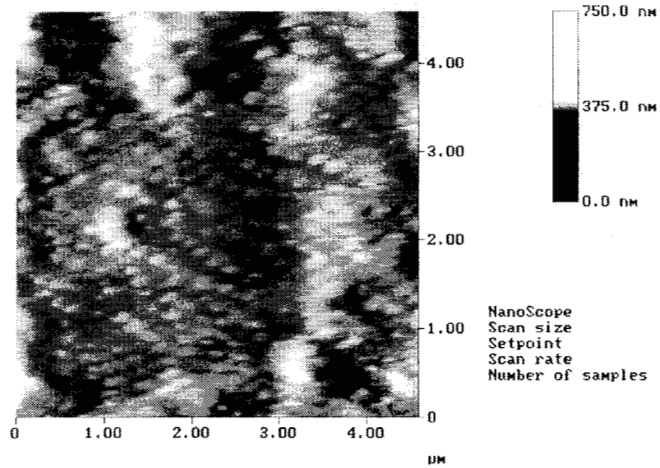 750.0 nM
375.0 nM
0.0 nM
4.00
3.00
2.00
1.00
0
0
1.00
2.00
3.00
4.00
μM
NanoScope
Scan size
Setpoint
Scan rate
Number of samples